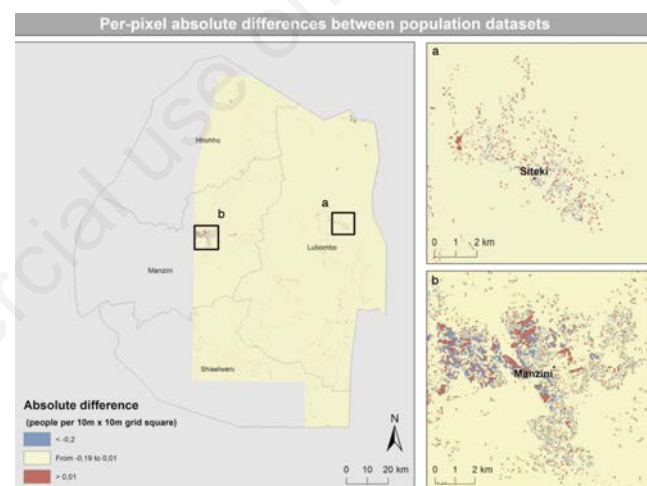 Per-pixel absolute differences between population datasets
Hhohho
b
a
Lubombo
Manzini
Shiselweni
Absolute difference
(people per 10m x 10m grid square)
< -0,2
From -0,19 to 0,01
> 0,01
N
0 10 20 km
a
Siteki
0 1 2 km
b
Manzini
0 1 2 km